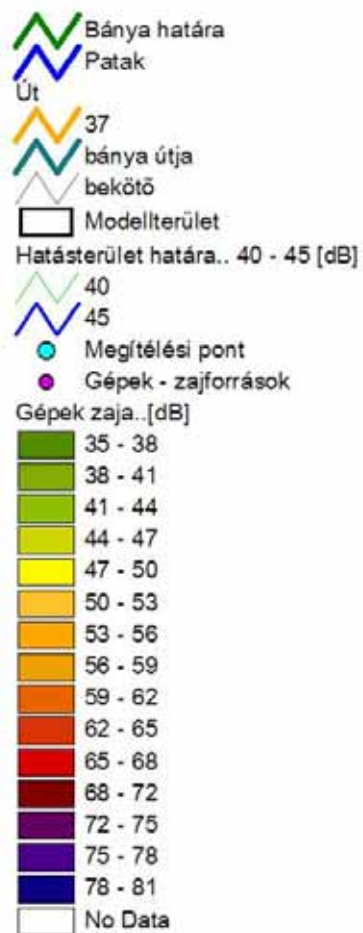 Bánya határa
Patak
Út
37
bánya útja
bekötõ
Modellterület
Hatásterület határa.. 40 - 45 [dB]
40
45
Megítélési pont
Gépek - zajforrások
Gépek zaja..[dB]
35 - 38
38 - 41
41 - 44
44 - 47
47 - 50
50 - 53
53 - 56
56 - 59
59 - 62
62 - 65
65 - 68
68 - 72
72 - 75
75 - 78
78 - 81
No Data